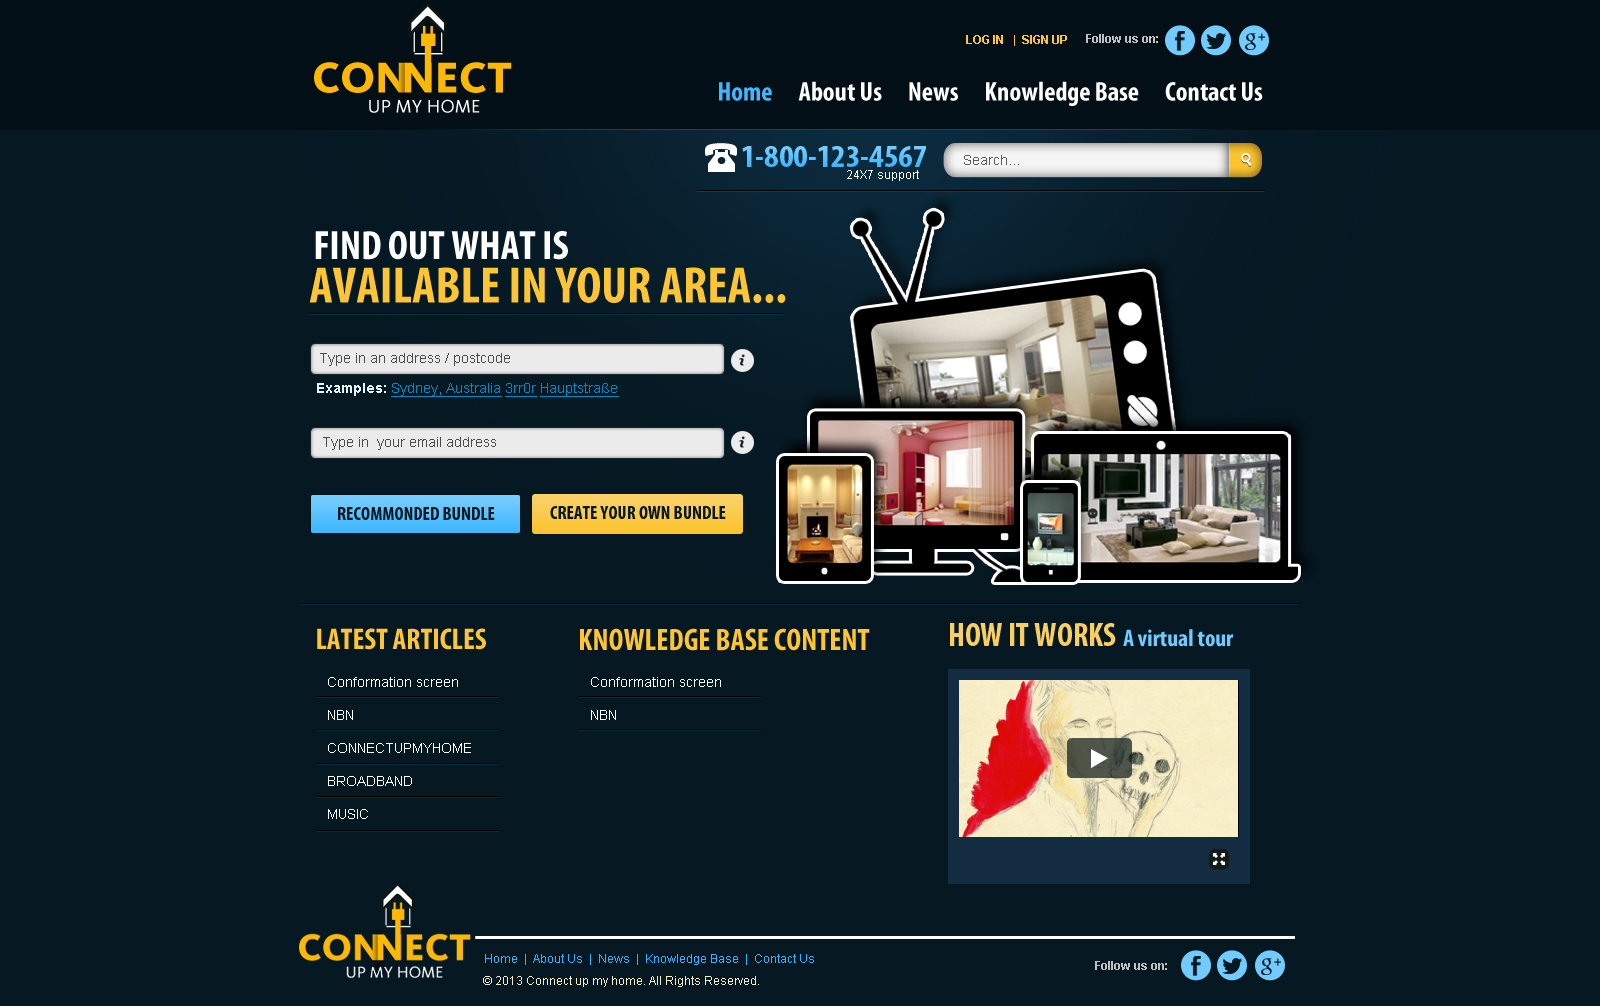 CONNECT
UP MY HOME
LOG IN | SIGN UP Follow us on:
Home About Us News Knowledge Base Contact Us
1-800-123-4567
24X7 support
Search...
FIND OUT WHAT IS
AVAILABLE IN YOUR AREA...
Type in an address / postcode
Examples: Sydney, Australia 3rr0r Hauptstraße
Type in your email address
RECOMMONDED BUNDLE
CREATE YOUR OWN BUNDLE
LATEST ARTICLES
Conformation screen
NBN
CONNECTUPMYHOME
BROADBAND
MUSIC
KNOWLEDGE BASE CONTENT
Conformation screen
NBN
HOW IT WORKS A virtual tour
CONNECT
UP MY HOME
Home | About Us | News | Knowledge Base | Contact Us
© 2013 Connect up my home. All Rights Reserved.
Follow us on: